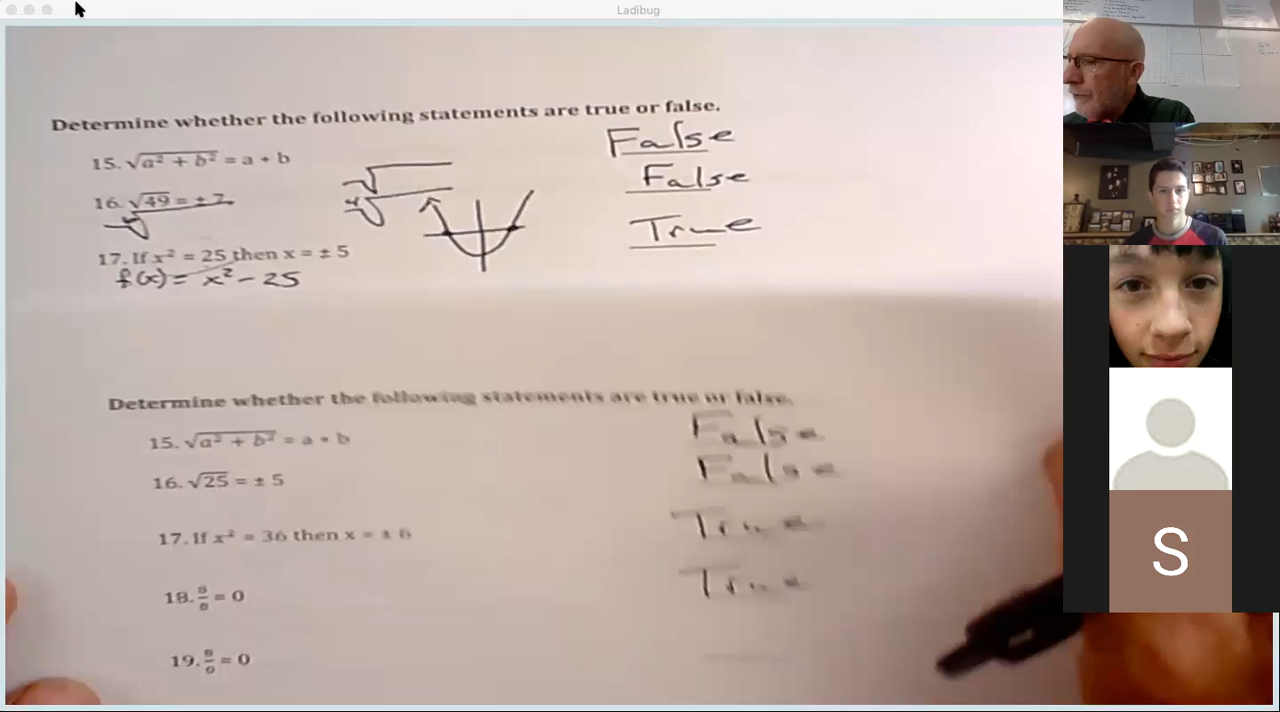 Ladibug
Determine whether the following statements are true or false.
15. √a² + b² = a + b False
16. √49 = ± 7 False
17. If x² = 25 then x = ± 5 True
f(x) = x² - 25
Determine whether the following statements are true or false.
15. √a² + b² = a + b False
16. √25 = ± 5 False
17. If x² = 36 then x = ± 6 True
18. = 0 True
19. = 0
S